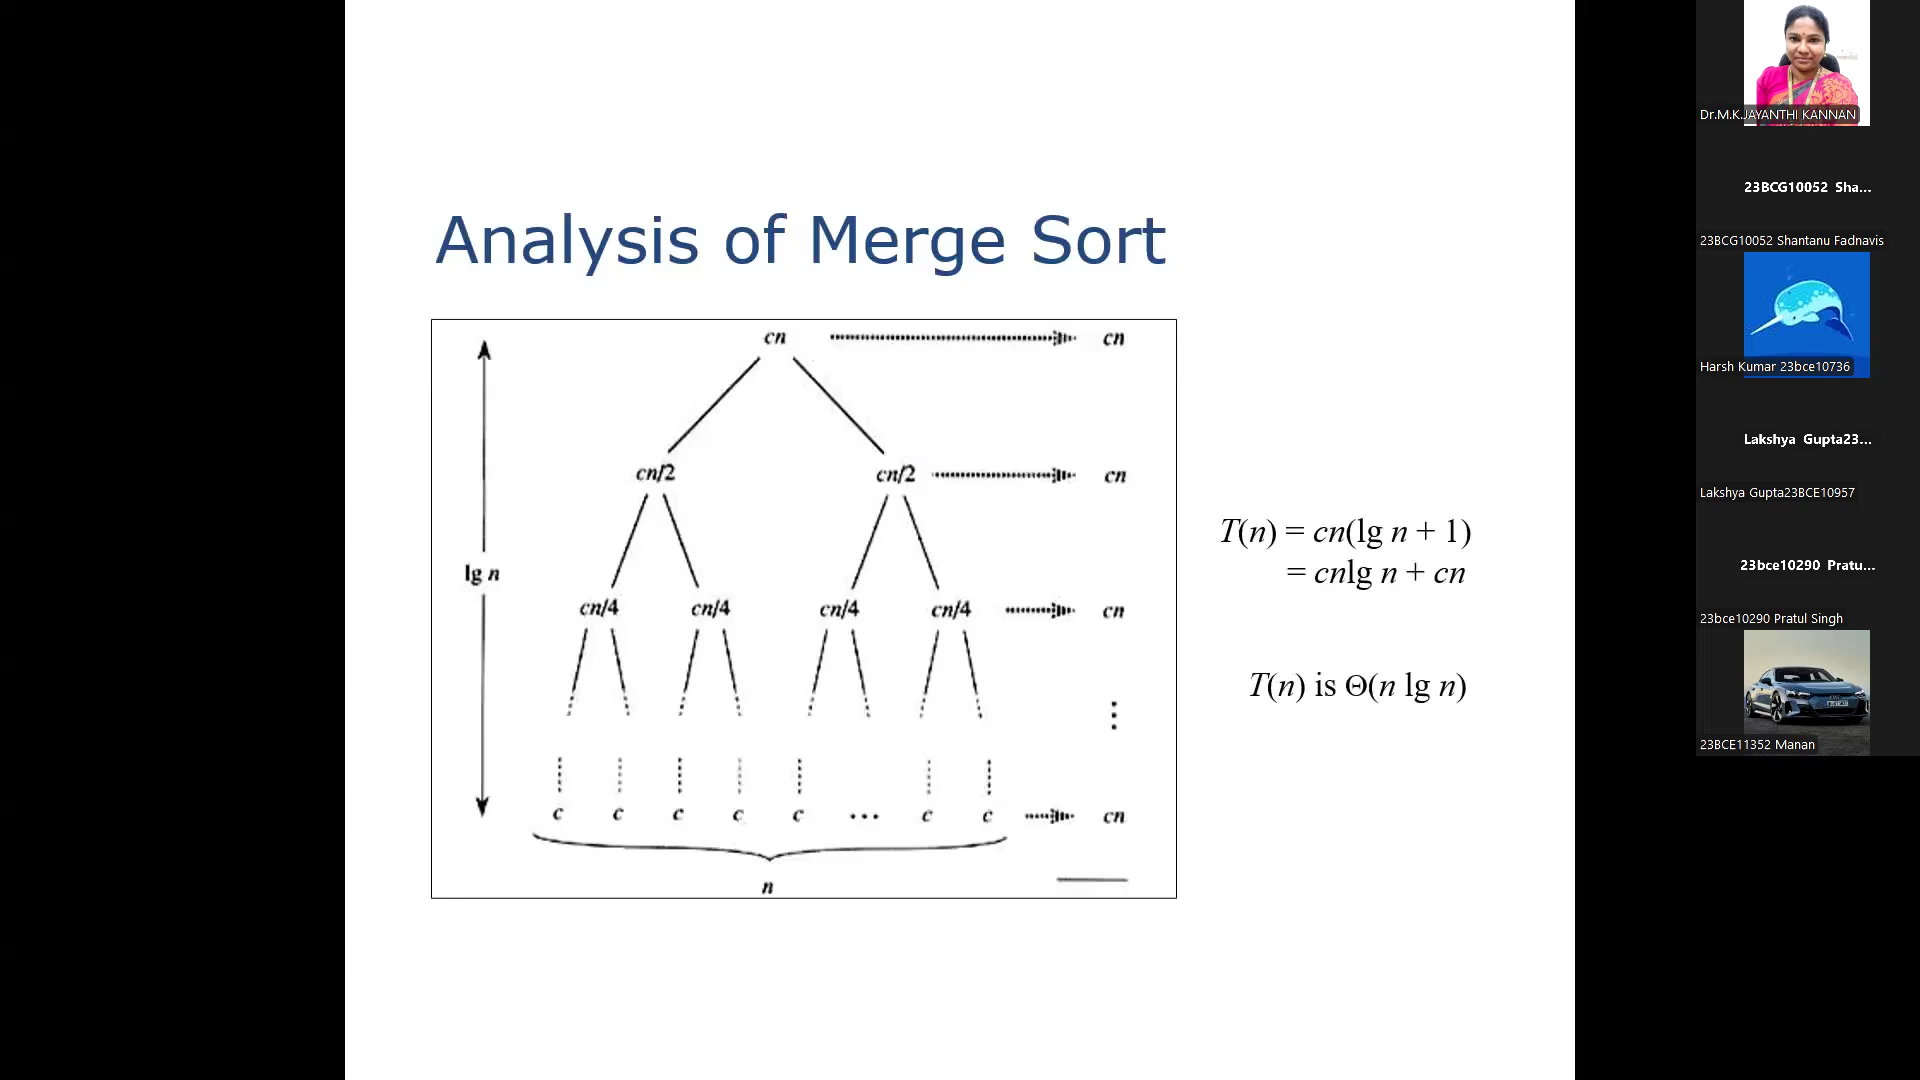 Analysis of Merge Sort
cn cn
cn/2 cn/2 cn
lg n
cn/4 cn/4 cn/4 cn/4 cn
⋮
c c c c c ... c c cn
n
T(n) = cn(lg n + 1)
= cnlg n + cn
T(n) is Θ(n lg n)
Dr.M.K.JAYANTHI KANNAN
23BCG10052 Sha...
23BCG10052 Shantanu Fadnavis
Harsh Kumar 23bce10736
Lakshya Gupta23...
Lakshya Gupta23BCE10957
23bce10290 Pratu...
23bce10290 Pratul Singh
23BCE11352 Manan